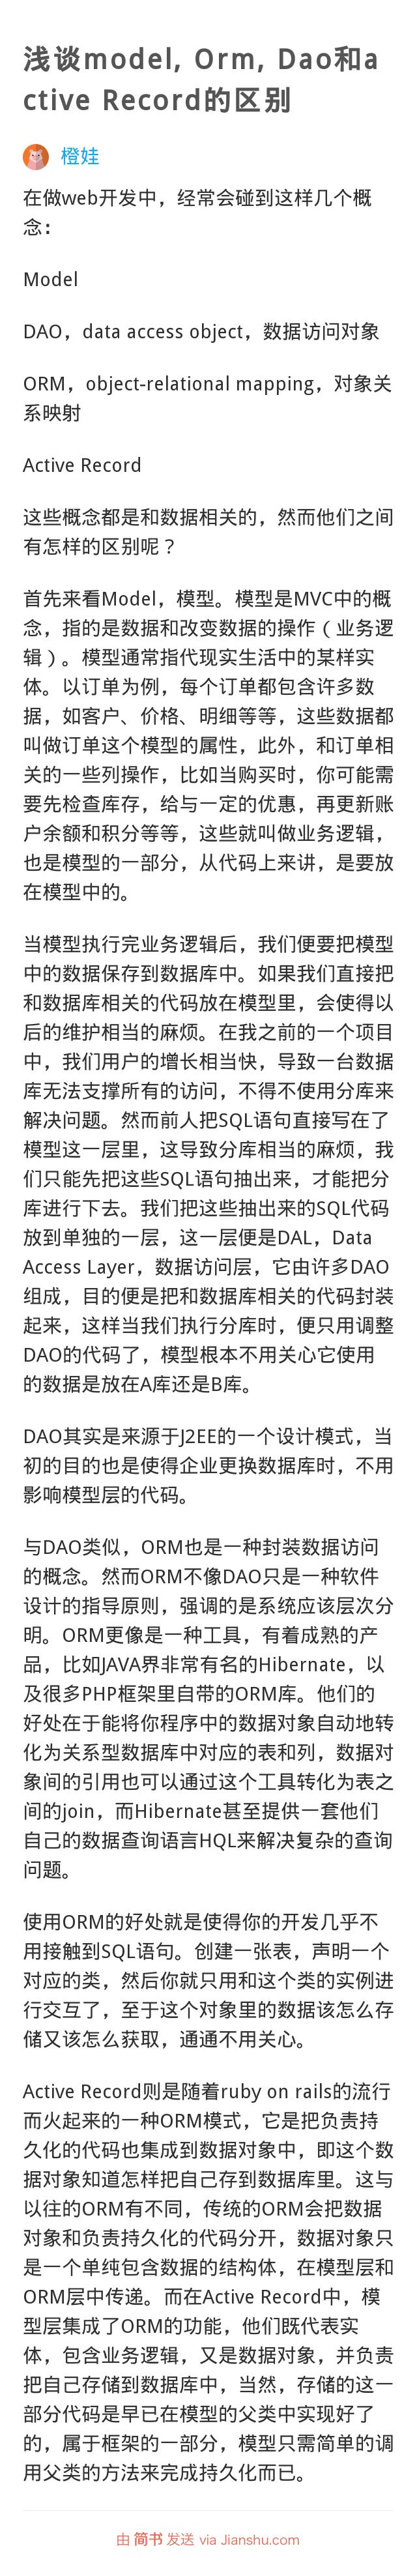 浅谈model, Orm, Dao和a
ctive Record的区别
橙娃
在做web开发中，经常会碰到这样几个概
念：
Model
DAO，data access object，数据访问对象
ORM，object-relational mapping，对象关
系映射
Active Record
这些概念都是和数据相关的，然而他们之间
有怎样的区别呢？
首先来看Model，模型。模型是MVC中的概
念，指的是数据和改变数据的操作（业务逻
辑）。模型通常指代现实生活中的某样实
体。以订单为例，每个订单都包含许多数
据，如客户、价格、明细等等，这些数据都
叫做订单这个模型的属性，此外，和订单相
关的一些列操作，比如当购买时，你可能需
要先检查库存，给与一定的优惠，再更新账
户余额和积分等等，这些就叫做业务逻辑，
也是模型的一部分，从代码上来讲，是要放
在模型中的。
当模型执行完业务逻辑后，我们便要把模型
中的数据保存到数据库中。如果我们直接把
和数据库相关的代码放在模型里，会使得以
后的维护相当的麻烦。在我之前的一个项目
中，我们用户的增长相当快，导致一台数据
库无法支撑所有的访问，不得不使用分库来
解决问题。然而前人把SQL语句直接写在了
模型这一层里，这导致分库相当的麻烦，我
们只能先把这些SQL语句抽出来，才能把分
库进行下去。我们把这些抽出来的SQL代码
放到单独的一层，这一层便是DAL，Data
Access Layer，数据访问层，它由许多DAO
组成，目的便是把和数据库相关的代码封装
起来，这样当我们执行分库时，便只用调整
DAO的代码了，模型根本不用关心它使用
的数据是放在A库还是B库。
DAO其实是来源于J2EE的一个设计模式，当
初的目的也是使得企业更换数据库时，不用
影响模型层的代码。
与DAO类似，ORM也是一种封装数据访问
的概念。然而ORM不像DAO只是一种软件
设计的指导原则，强调的是系统应该层次分
明。ORM更像是一种工具，有着成熟的产
品，比如JAVA界非常有名的Hibernate，以
及很多PHP框架里自带的ORM库。他们的
好处在于能将你程序中的数据对象自动地转
化为关系型数据库中对应的表和列，数据对
象间的引用也可以通过这个工具转化为表之
间的join，而Hibernate甚至提供一套他们
自己的数据查询语言HQL来解决复杂的查询
问题。
使用ORM的好处就是使得你的开发几乎不
用接触到SQL语句。创建一张表，声明一个
对应的类，然后你就只用和这个类的实例进
行交互了，至于这个对象里的数据该怎么存
储又该怎么获取，通通不用关心。
Active Record则是随着ruby on rails的流行
而火起来的一种ORM模式，它是把负责持
久化的代码也集成到数据对象中，即这个数
据对象知道怎样把自己存到数据库里。这与
以往的ORM有不同，传统的ORM会把数据
对象和负责持久化的代码分开，数据对象只
是一个单纯包含数据的结构体，在模型层和
ORM层中传递。而在Active Record中，模
型层集成了ORM的功能，他们既代表实
体，包含业务逻辑，又是数据对象，并负责
把自己存储到数据库中，当然，存储的这一
部分代码是早已在模型的父类中实现好了
的，属于框架的一部分，模型只需简单的调
用父类的方法来完成持久化而已。
由 简书 发送 via Jianshu.com